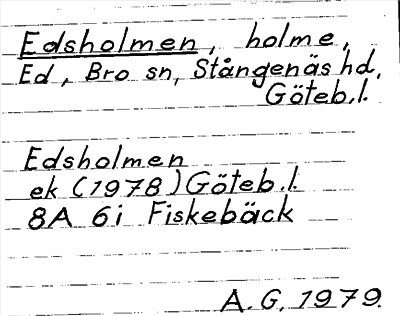 Edsholmen, holme,
Ed, Bro sn, Stångenäs hd,
Göteb.l.
Edsholmen
ek (1978) Göteb.l.
8A 6i Fiskebäck
A.G. 1979.